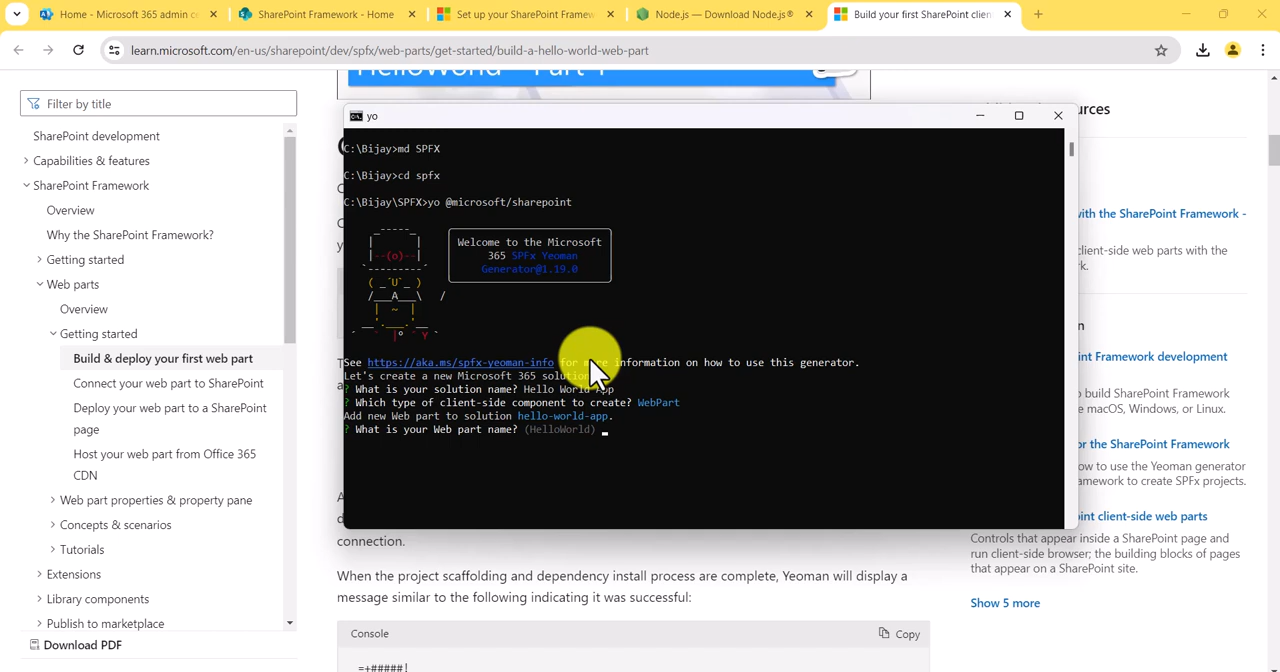 Home - Microsoft 365 admin c
SharePoint Framework - Home
Set up your SharePoint Framew
Node.js — Download Node.js®
Build your first SharePoint clien
learn.microsoft.com/en-us/sharepoint/dev/spfx/web-parts/get-started/build-a-hello-world-web-part
Filter by title
SharePoint development
Capabilities & features
SharePoint Framework
Overview
Why the SharePoint Framework?
Getting started
Web parts
Overview
Getting started
Build & deploy your first web part
Connect your web part to SharePoint
Deploy your web part to a SharePoint
page
Host your web part from Office 365
CDN
Web part properties & property pane
Concepts & scenarios
Tutorials
Extensions
Library components
Publish to marketplace
Download PDF
HelloWorld - Part 1
yo
C:\Bijay>md SPFX
C:\Bijay>cd spfx
C:\Bijay\SPFX>yo @microsoft/sharepoint
Welcome to the Microsoft
365 SPFx Yeoman
Generator@1.19.0
See https://aka.ms/spfx-yeoman-info for more information on how to use this generator.
Let's create a new Microsoft 365 solution
? What is your solution name? Hello World App
? Which type of client-side component to create? WebPart
Add new Web part to solution hello-world-app.
? What is your Web part name? (HelloWorld)
connection.
When the project scaffolding and dependency install process are complete, Yeoman will display a
message similar to the following indicating it was successful:
Console
Copy
=+#####!
urces
with the SharePoint Framework -
client-side web parts with the
k.
n
int Framework development
to build SharePoint
e macOS, Windows, or Linux.
or the SharePoint Framework
ow to use the Yeoman generator
amework to create SPFx projects.
int client-side web parts
Controls that appear inside a SharePoint page and
run client-side browser; the building blocks of pages
that appear on a SharePoint site.
Show 5 more